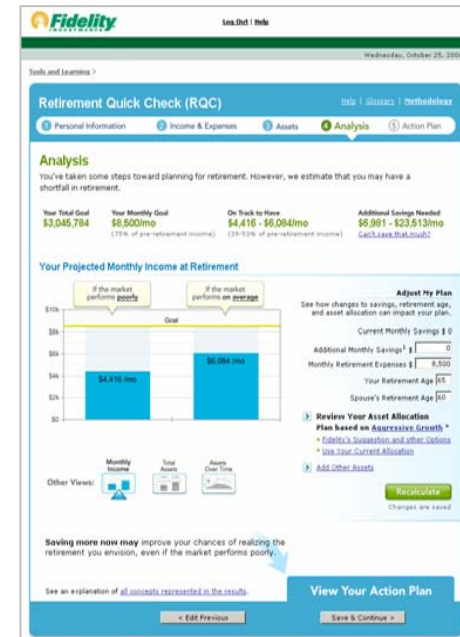 Fidelity
INVESTMENTS
Log Out | Help
Wednesday, October 25, 200
Tools and Learning >
Retirement Quick Check (RQC)
Help | Glossary | Methodology
1 Personal Information 2 Income & Expenses 3 Assets 4 Analysis 5 Action Plan
Analysis
You've taken some steps toward planning for retirement. However, we estimate that you may have a
shortfall in retirement.
Your Total Goal Your Monthly Goal On Track to Have Additional Savings Needed
$3,045,784 $8,500/mo $4,416 - $6,084/mo $6,981 - $23,513/mo
(75% of pre-retirement income) (39-53% of pre-retirement income) Can't save that much?
Your Projected Monthly Income at Retirement
If the market
performs poorly
If the market
performs on average
Goal
$10k
$8k
$6k
$4k
$2k
$0
$4,416 /mo
$6,084 /mo
Other Views:
Monthly
Income
Total
Assets
Assets
Over Time
Adjust My Plan
See how changes to savings, retirement age,
and asset allocation can impact your plan.
Current Monthly Savings $ 0
Additional Monthly Savings¹ $ 0
Monthly Retirement Expenses $ 8,500
Your Retirement Age 65
Spouse's Retirement Age 60
Review Your Asset Allocation
Plan based on Aggressive Growth *
• Fidelity's Suggestion and other Options
• Use Your Current Allocation
Add Other Assets
Recalculate
Changes are saved
Saving more now may improve your chances of realizing the
retirement you envision, even if the market performs poorly.
See an explanation of all concepts represented in the results.
View Your Action Plan
< Edit Previous
Save & Continue >